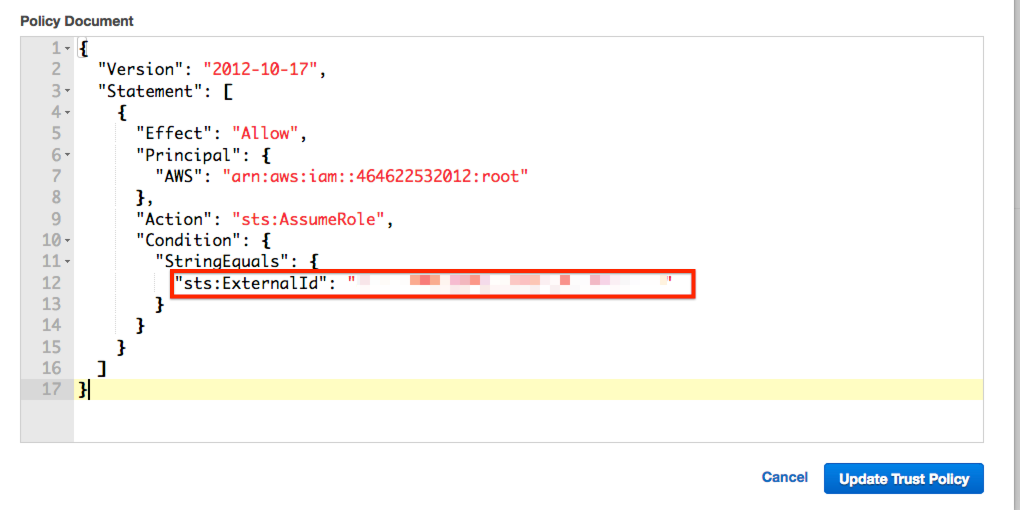 Policy Document
1 {
2 "Version": "2012-10-17",
3 "Statement": [
4 {
5 "Effect": "Allow",
6 "Principal": {
7 "AWS": "arn:aws:iam::464622532012:root"
8 },
9 "Action": "sts:AssumeRole",
10 "Condition": {
11 "StringEquals": {
12 "sts:ExternalId": " "
13 }
14 }
15 }
16 ]
17 }
Cancel Update Trust Policy